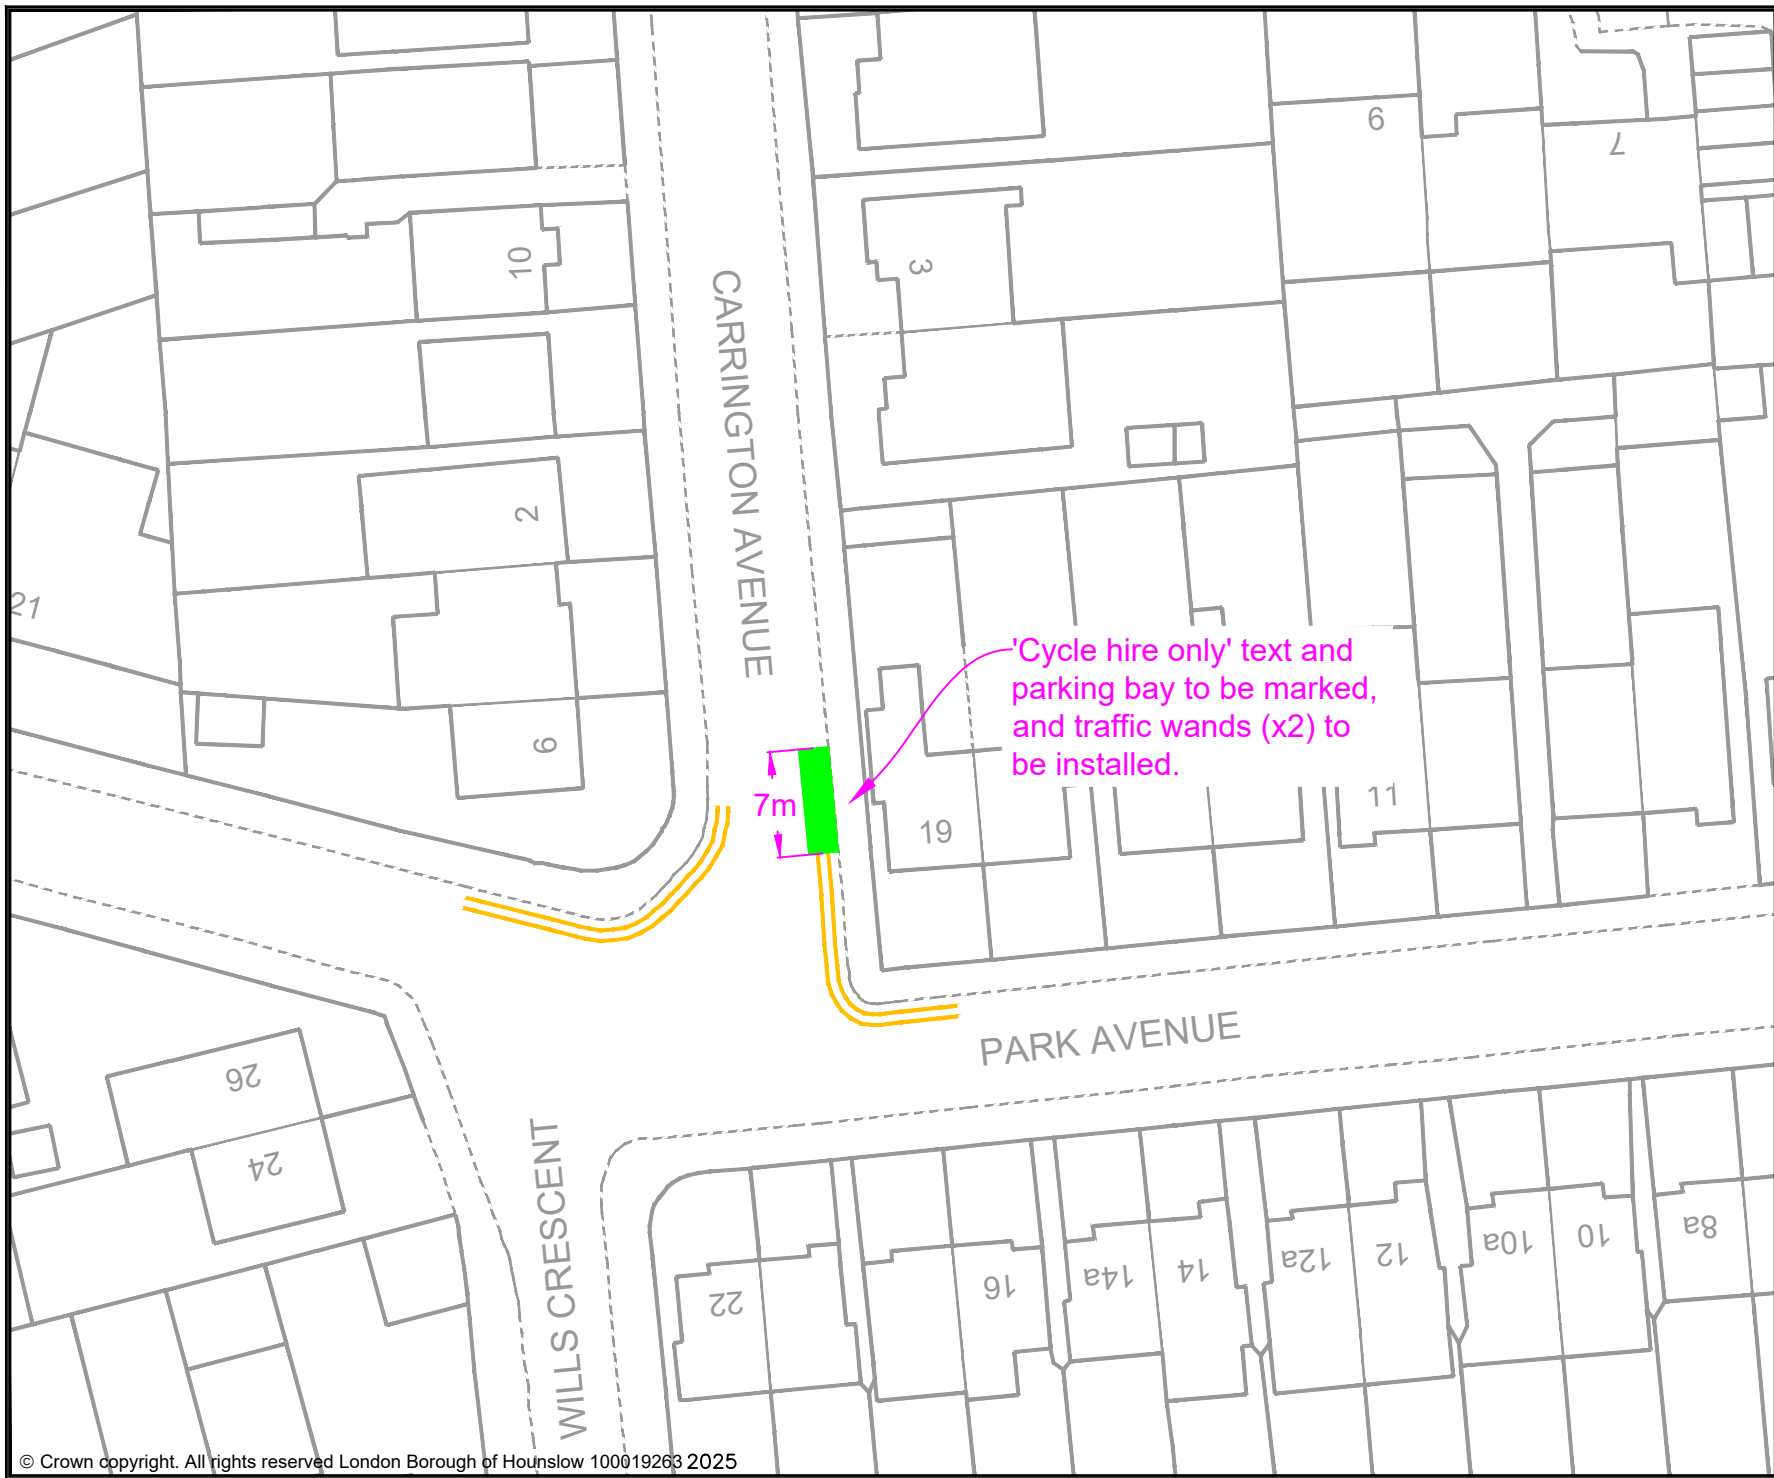 6
7
10
3
CARRINGTON AVENUE
2
21
'Cycle hire only' text and
parking bay to be marked,
and traffic wands (x2) to
be installed.
6
7m
11
19
PARK AVENUE
26
24
WILLS CRESCENT
22
16
14a
14
12a
12
10a
10
8a
© Crown copyright. All rights reserved London Borough of Hounslow 100019263 2025